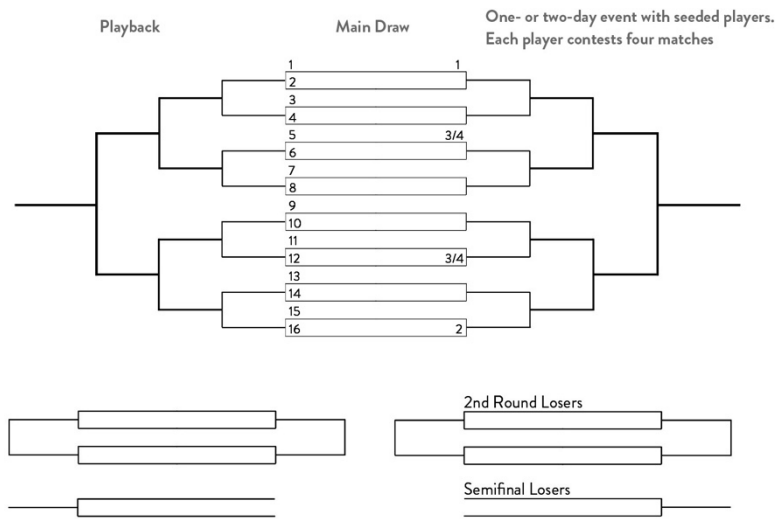 Playback
Main Draw
One- or two-day event with seeded players.
Each player contests four matches
1 1
2
3
4
5 3/4
6
7
8
9
10
11
12 3/4
13
14
15
16 2
2nd Round Losers
Semifinal Losers